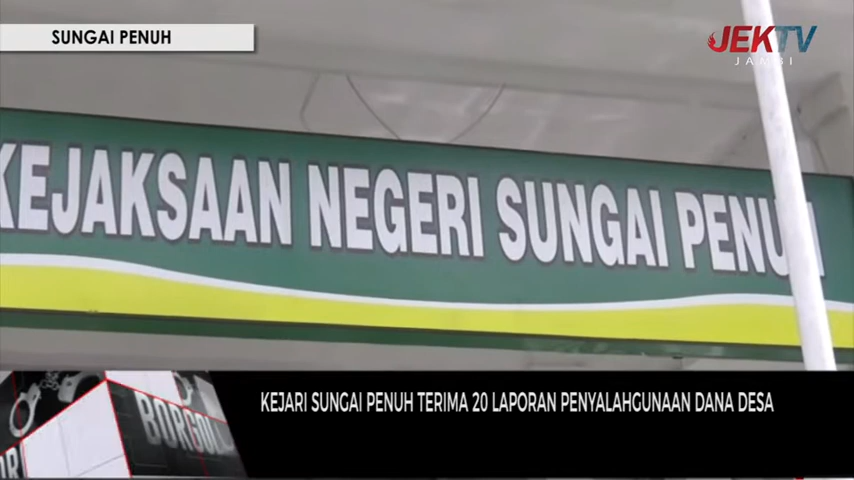 SUNGAI PENUH
JEKTV
JAMBI
KEJAKSAAN NEGERI SUNGAI PENUH
BORGOL
KEJARI SUNGAI PENUH TERIMA 20 LAPORAN PENYALAHGUNAAN DANA DESA